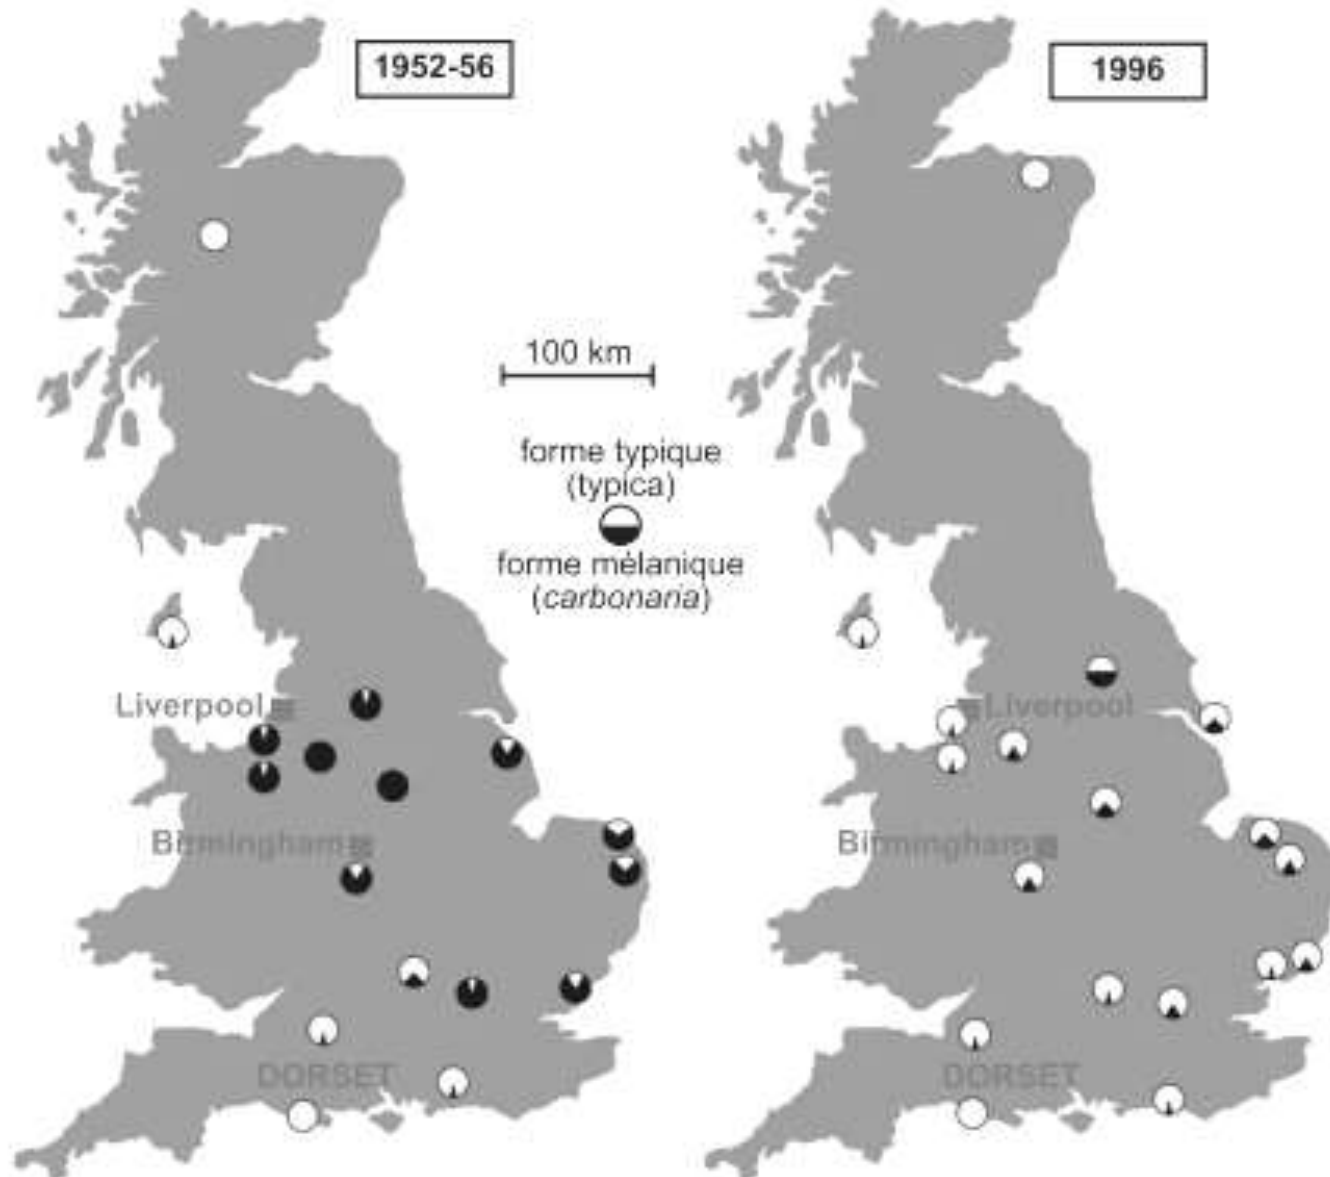 1952-56
1996
100 km
forme typique
(typica)
forme mélanique
(carbonaria)
Liverpool
Liverpool
Birmingham
Birmingham
DORSET
DORSET